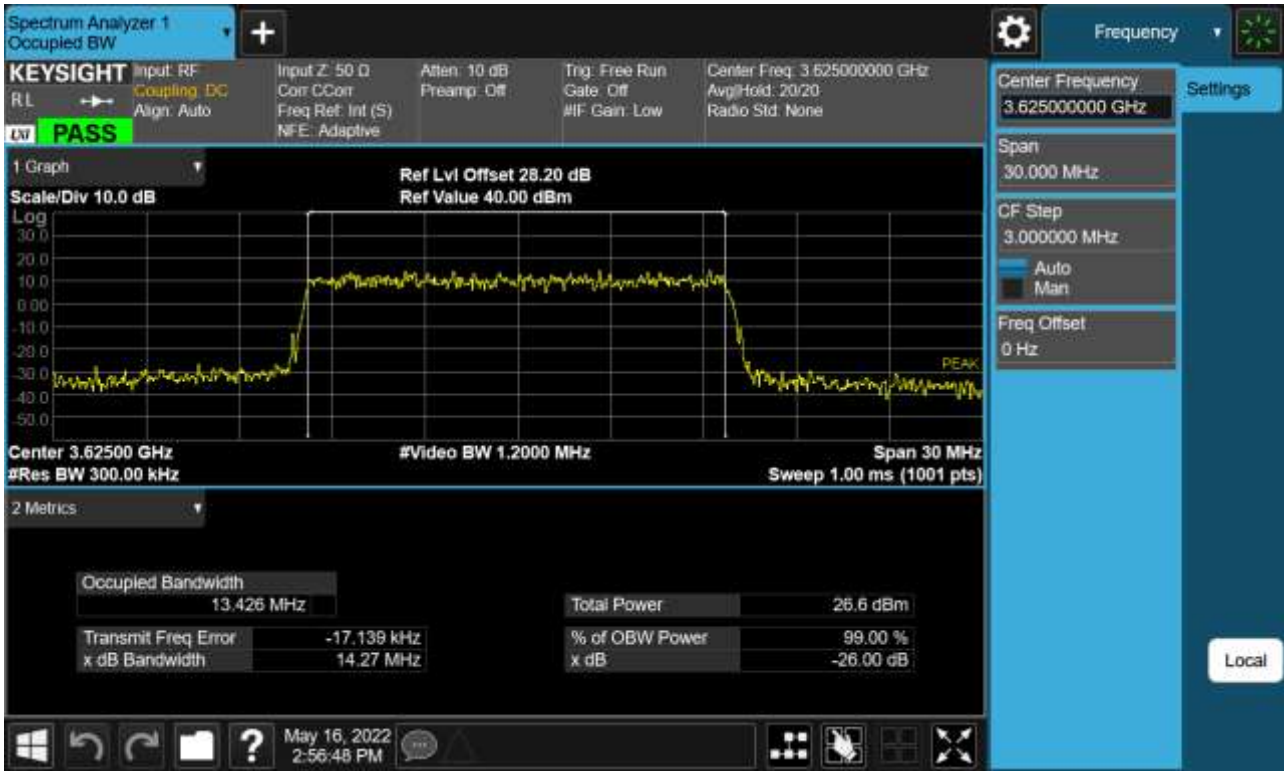 Spectrum Analyzer 1
Occupied BW
Frequency
KEYSIGHT
RL
LXI
PASS
Input: RF
Coupling: DC
Align: Auto
Input Z: 50 Ω
Corr CCorr
Freq Ref: Int (S)
NFE: Adaptive
Atten: 10 dB
Preamp: Off
Trig: Free Run
Gate: Off
#IF Gain: Low
Center Freq: 3.625000000 GHz
Avg|Hold: 20/20
Radio Std: None
Settings
Center Frequency
3.625000000 GHz
Span
30.000 MHz
CF Step
3.000000 MHz
Auto
Man
Freq Offset
0 Hz
Local
1 Graph
Scale/Div 10.0 dB
Ref Lvl Offset 28.20 dB
Ref Value 40.00 dBm
Log
30.0
20.0
10.0
0.00
-10.0
-20.0
-30.0
-40.0
-50.0
PEAK
Center 3.62500 GHz
#Res BW 300.00 kHz
#Video BW 1.2000 MHz
Span 30 MHz
Sweep 1.00 ms (1001 pts)
2 Metrics
Occupied Bandwidth
13.426 MHz
Total Power 26.6 dBm
Transmit Freq Error -17.139 kHz
% of OBW Power 99.00 %
x dB Bandwidth 14.27 MHz
x dB -26.00 dB
?
May 16, 2022
2:56:48 PM